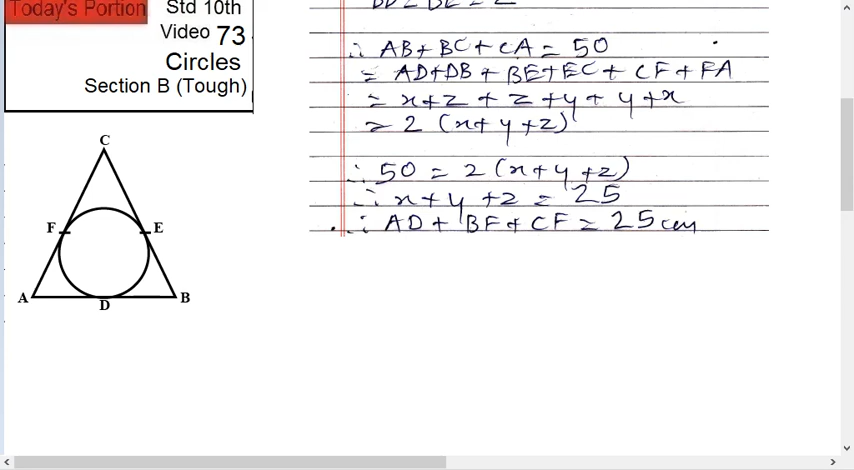 Today's Portion
Std 10th
Video 73
Circles
Section B (Tough)
∴ AB + BC + CA = 50
= AD + DB + BE + EC + CF + FA
= x + z + z + y + y + x
= 2 (x + y + z)
∴ 50 = 2 (x + y + z)
∴ x + y + z = 25
∴ AD + BF + CF = 25 cm
C
F
E
A
D
B